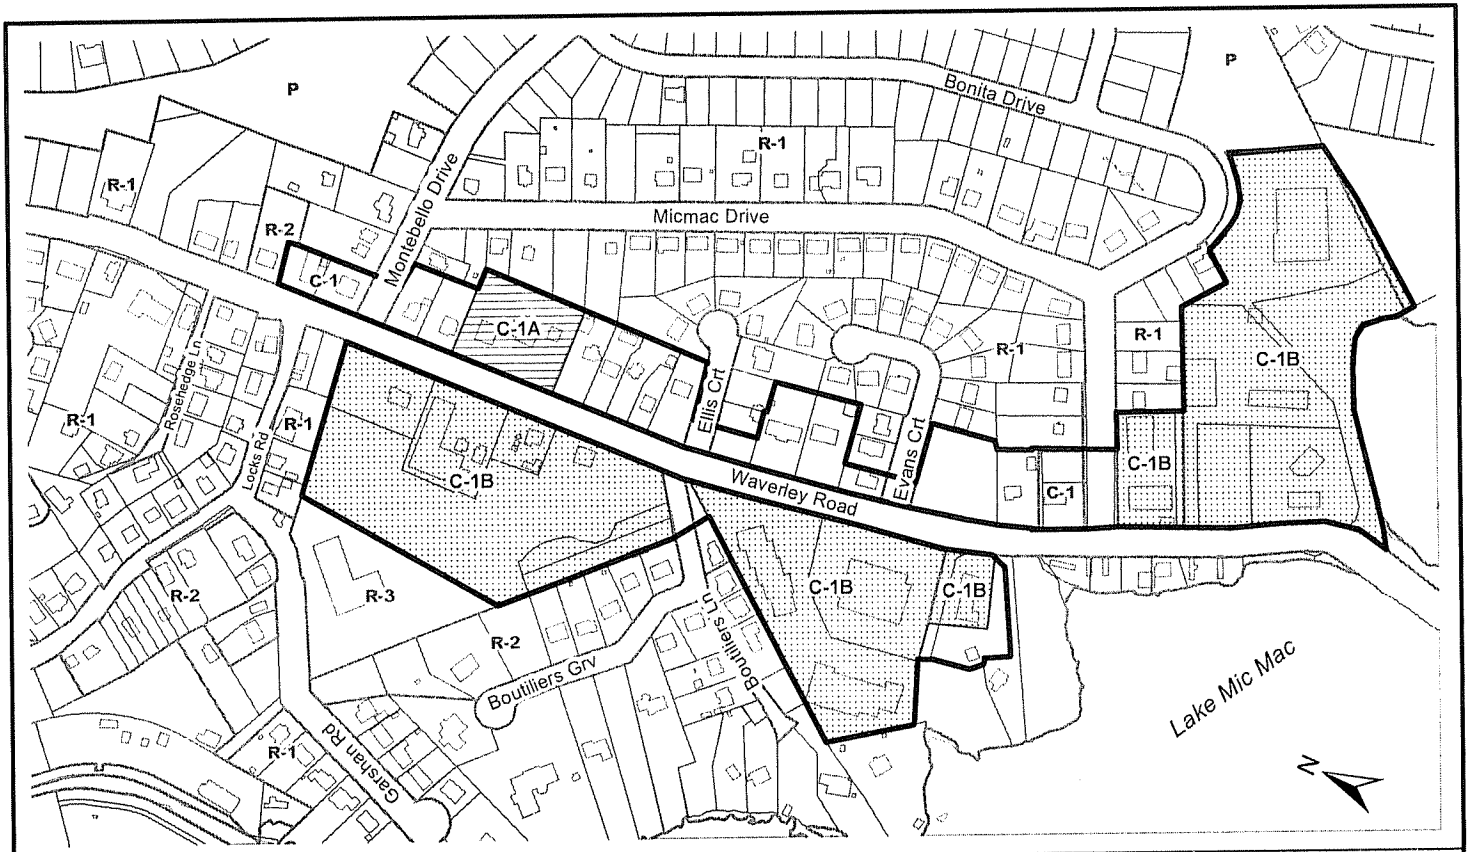 P
P
Bonita Drive
R-1
R-1
Montebello Drive
Micmac Drive
R-2
C-1
C-1A
R-1
R-1
C-1B
Rosehedge Ln
Ellis Crt
R-1
R-1
Locks Rd
Evans Crt
C-1B
C-1B
Waverley Road
C-1
R-2
R-3
C-1B
C-1B
R-2
Boutiliers Ln
Boutiliers Grv
Lake Mic Mac
R-1
Garshan Rd
N